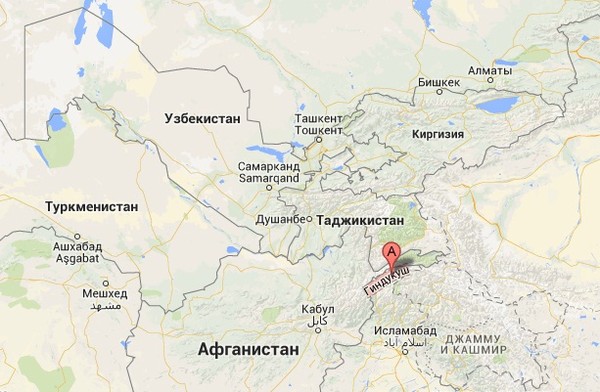 Алматы
Бишкек
Узбекистан
Ташкент
Тошкент
Киргизия
Самарканд
Samarqand
Туркменистан
Душанбе
Таджикистан
Ашхабад
Aşgabat
A
Гиндукуш
Мешхед
مشهد
Кабул
کابل
Исламабад
اسلام آباد
Афганистан
ДЖАММУ
И КАШМИР